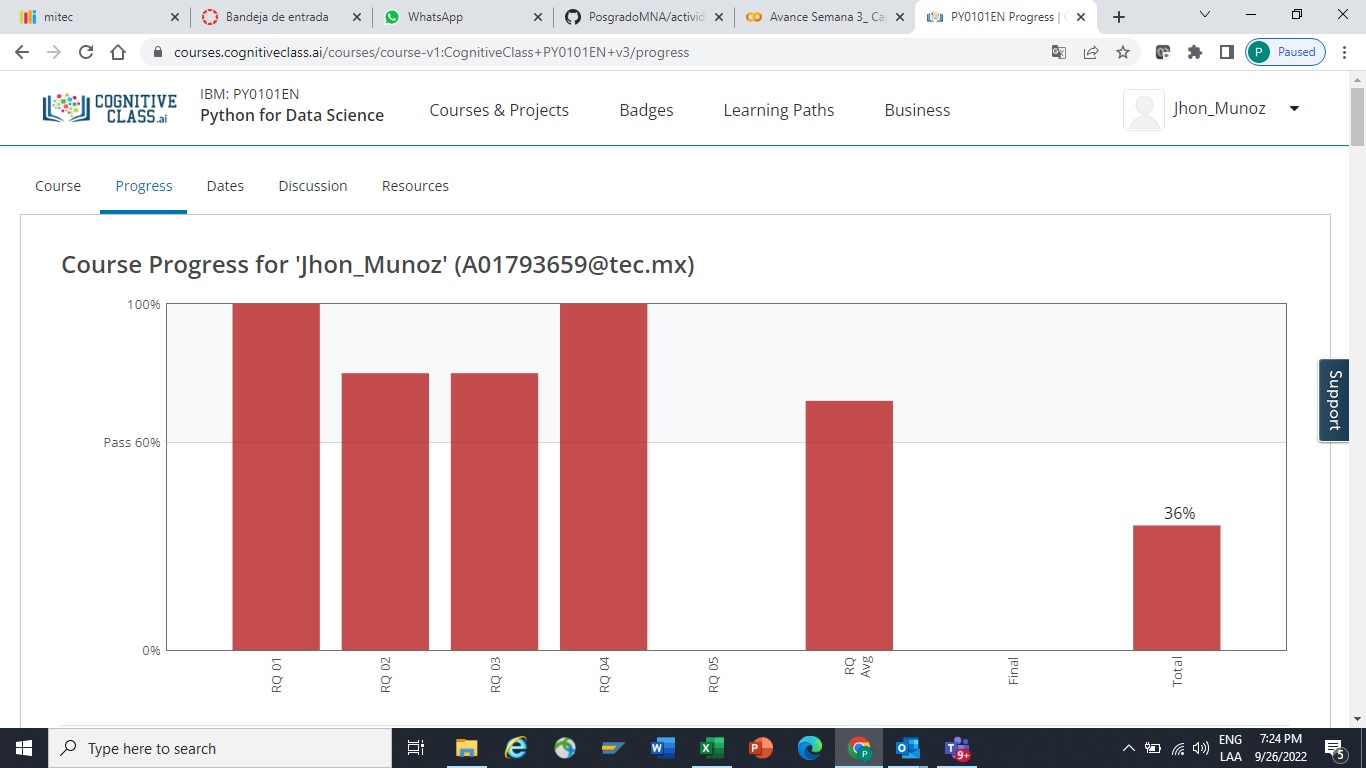 mitec
Bandeja de entrada
WhatsApp
PosgradoMNA/activid
Avance Semana 3_ Ca
PY0101EN Progress |
courses.cognitiveclass.ai/courses/course-v1:CognitiveClass+PY0101EN+v3/progress
P
Paused
COGNITIVE
CLASS.ai
IBM: PY0101EN
Python for Data Science
Courses & Projects
Badges
Learning Paths
Business
Jhon_Munoz
Course
Progress
Dates
Discussion
Resources
Course Progress for 'Jhon_Munoz' (A01793659@tec.mx)
100%
Pass 60%
0%
36%
RQ 01
RQ 02
RQ 03
RQ 04
RQ 05
RQ
Avg
Final
Total
Support
Type here to search
9+
ENG
LAA
7:24 PM
9/26/2022
5